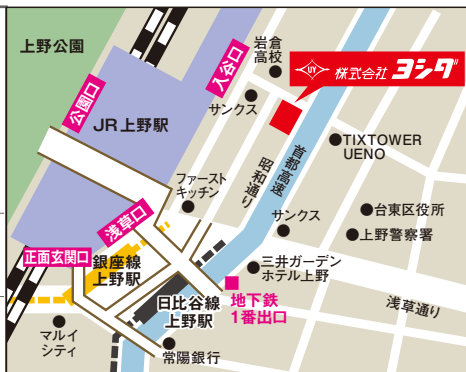 上野公園
岩倉
高校
入谷口
UY 株式会社 ヨシダ
公園口
サンクス
JR上野駅
TIXTOWER
UENO
首都高速
昭和通り
ファースト
キッチン
台東区役所
サンクス
上野警察署
浅草口
正面玄関口
銀座線
上野駅
三井ガーデン
ホテル上野
日比谷線
上野駅
地下鉄
1番出口
浅草通り
マルイ
シティ
常陽銀行